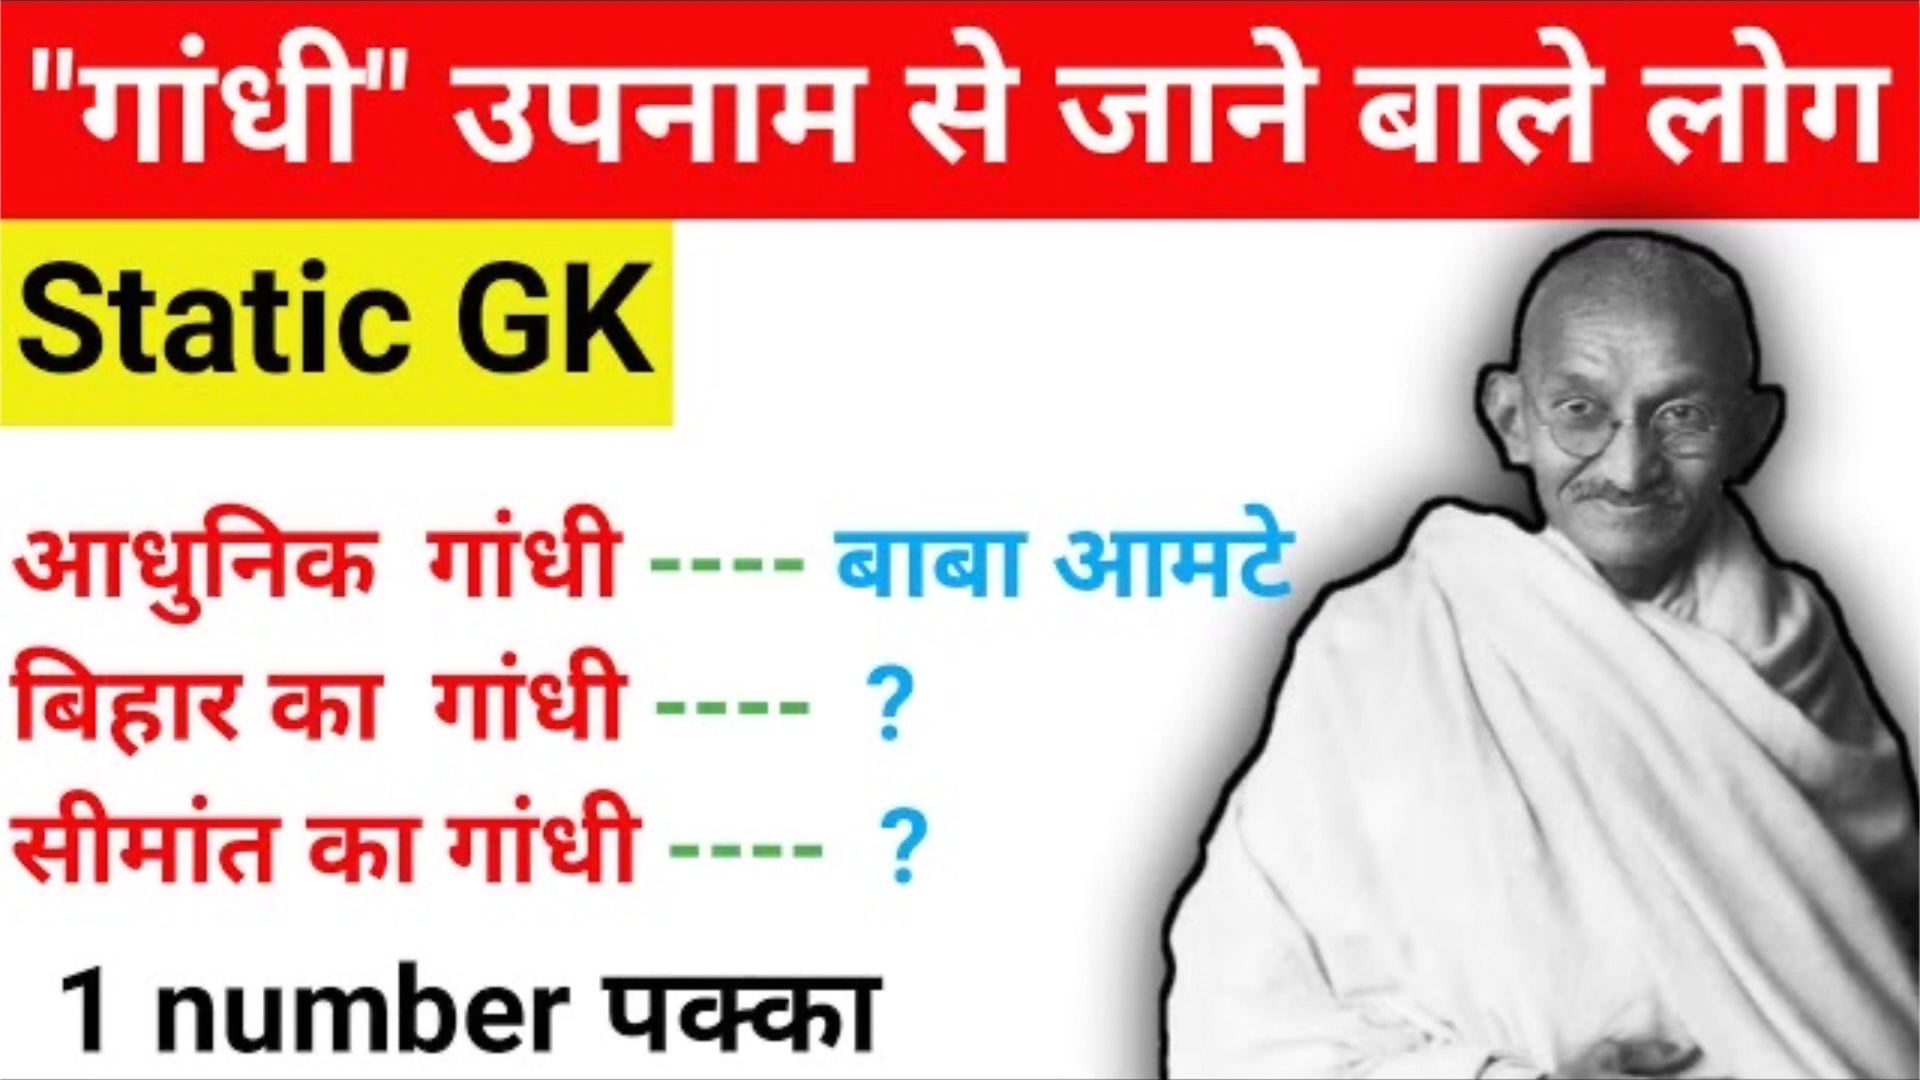 "गांधी" उपनाम से जाने बाले लोग
Static GK
आधुनिक गांधी ---- बाबा आमटे
बिहार का गांधी ---- ?
सीमांत का गांधी ---- ?
1 number पक्का